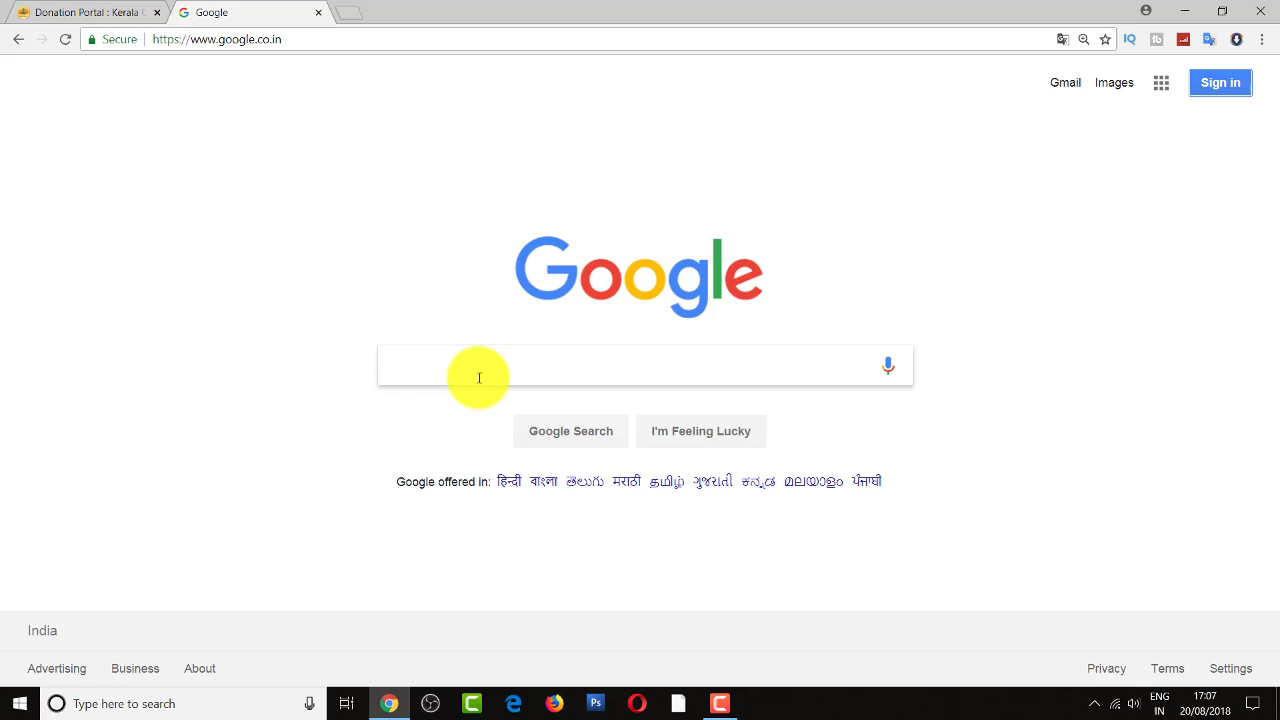 Donation Portal : Kerala
Google
Secure https://www.google.co.in
Gmail Images Sign in
Google
Google Search I'm Feeling Lucky
Google offered in: हिन्दी বাংলা తెలుగు मराठी தமிழ் ગુજરાતી ಕನ್ನಡ മലയാളം ਪੰਜਾਬੀ
India
Advertising Business About Privacy Terms Settings
Type here to search
Ps
ENG
IN
17:07
20/08/2018